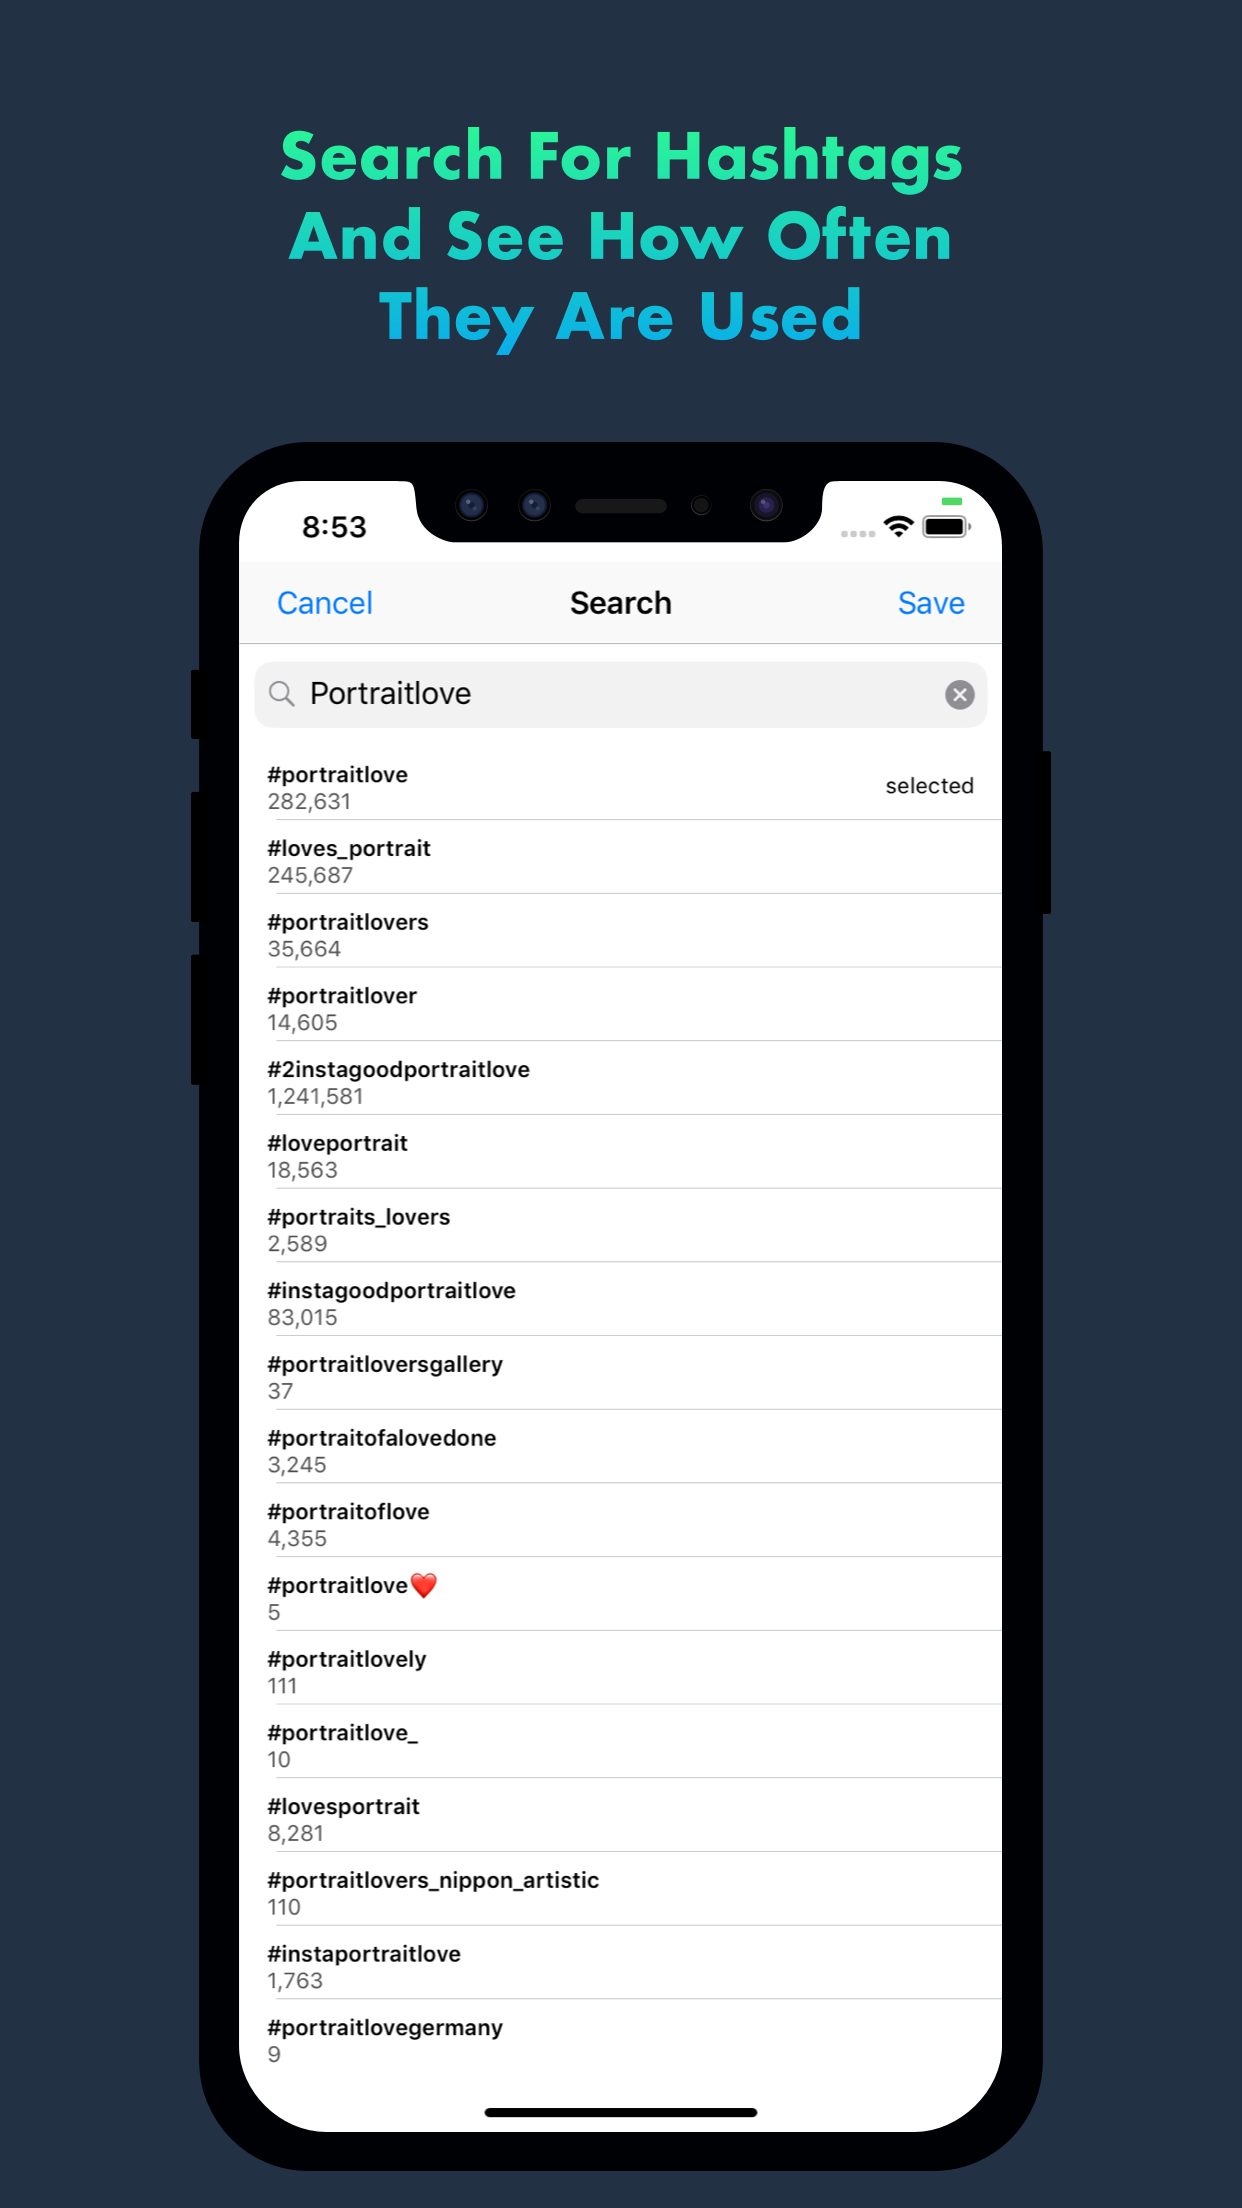 Search For Hashtags
And See How Often
They Are Used
8:53
Cancel Search Save
Portraitlove
#portraitlove
282,631
selected
#loves_portrait
245,687
#portraitlovers
35,664
#portraitlover
14,605
#2instagoodportraitlove
1,241,581
#loveportrait
18,563
#portraits_lovers
2,589
#instagoodportraitlove
83,015
#portraitloversgallery
37
#portraitofalovedone
3,245
#portraitoflove
4,355
#portraitlove❤️
5
#portraitlovely
111
#portraitlove_
10
#lovesportrait
8,281
#portraitlovers_nippon_artistic
110
#instaportraitlove
1,763
#portraitlovegermany
9